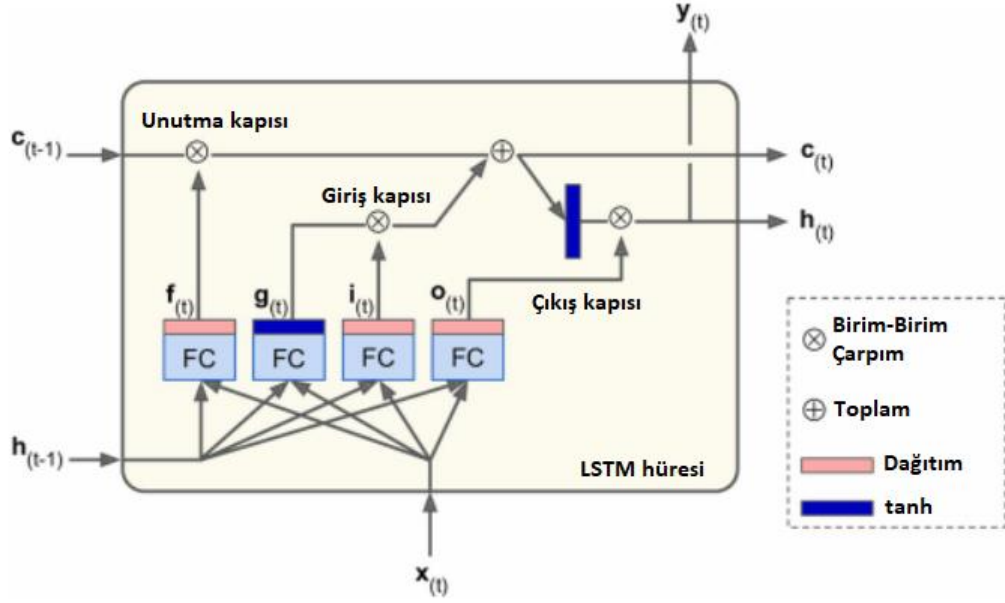 y(t)
c(t-1)
Unutma kapısı
c(t)
Giriş kapısı
h(t)
f(t)
g(t)
i(t)
o(t)
Çıkış kapısı
FC
FC
FC
FC
h(t-1)
LSTM hüresi
x(t)
Birim-Birim
Çarpım
Toplam
Dağıtım
tanh